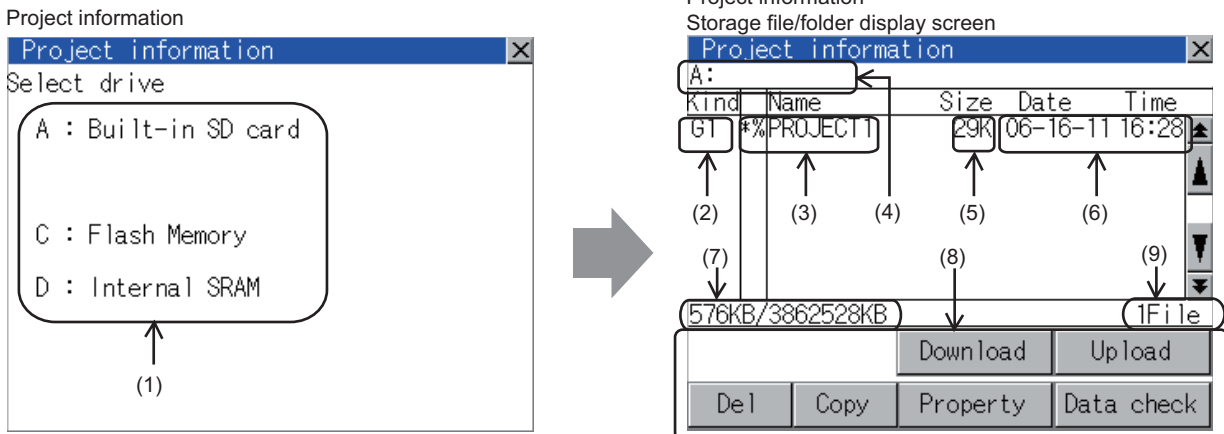 Project information
Project information
Select drive
A : Built-in SD card
C : Flash Memory
D : Internal SRAM
(1)
Project information
Storage file/folder display screen
Project information
A:
Kind Name Size Date Time
G1 *% PROJECT1 29K 06-16-11 16:28
(2) (3) (4) (5) (6)
(7) (8) (9)
576KB/3862528KB 1File
Download Upload
Del Copy Property Data check